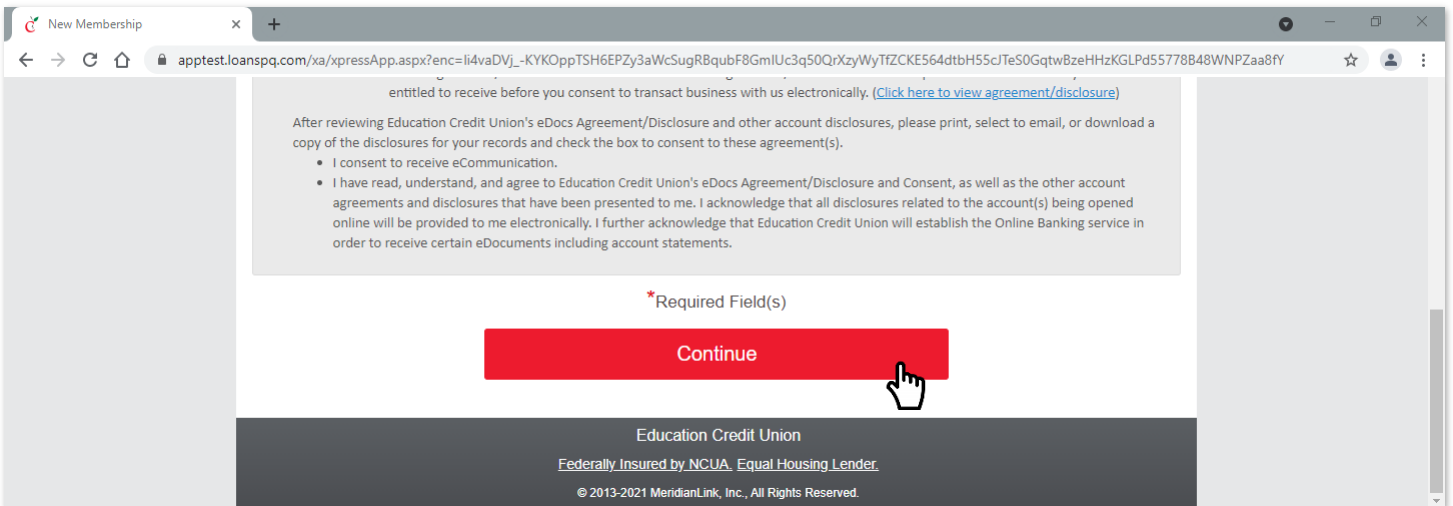 New Membership
apptest.loanspq.com/xa/xpressApp.aspx?enc=li4vaDVj_-KYKOppTSH6EPZy3aWcSugRBqubF8GmIUc3q50QrXzyWyTfZCKE564dtbH55cJTeS0GqtwBzeHHzKGLPd55778B48WNPZaa8fY
entitled to receive before you consent to transact business with us electronically. (Click here to view agreement/disclosure)
After reviewing Education Credit Union's eDocs Agreement/Disclosure and other account disclosures, please print, select to email, or download a
copy of the disclosures for your records and check the box to consent to these agreement(s).
• I consent to receive eCommunication.
• I have read, understand, and agree to Education Credit Union's eDocs Agreement/Disclosure and Consent, as well as the other account
agreements and disclosures that have been presented to me. I acknowledge that all disclosures related to the account(s) being opened
online will be provided to me electronically. I further acknowledge that Education Credit Union will establish the Online Banking service in
order to receive certain eDocuments including account statements.
*Required Field(s)
Continue
Education Credit Union
Federally Insured by NCUA. Equal Housing Lender.
© 2013-2021 MeridianLink, Inc., All Rights Reserved.